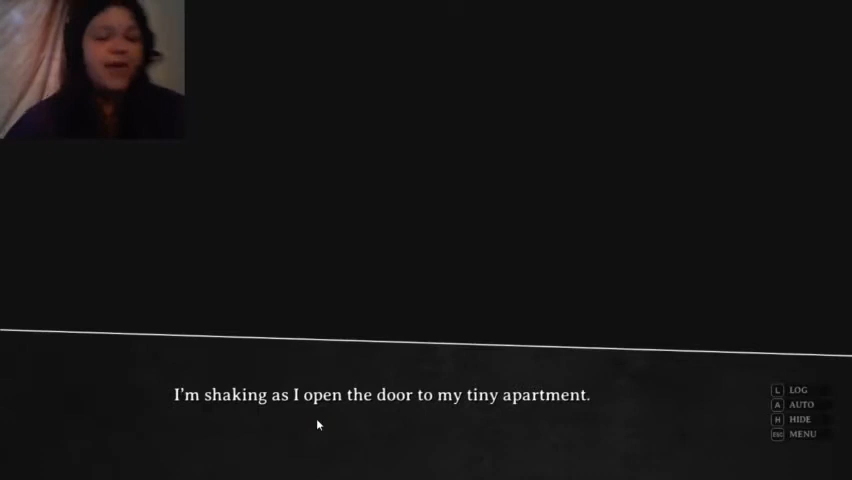 I'm shaking as I open the door to my tiny apartment.
L LOG
A AUTO
H HIDE
ESC MENU